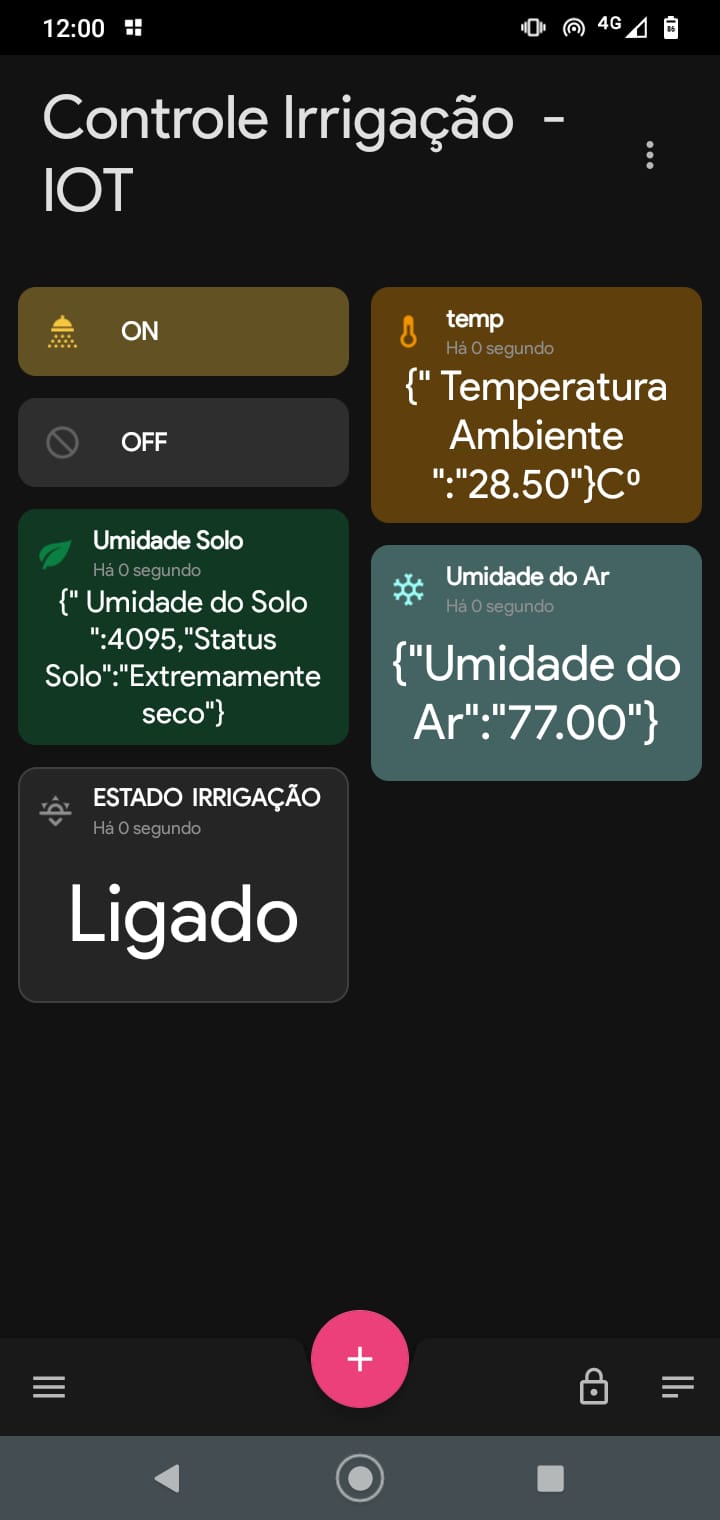 12:00
4G
86
Controle Irrigação -
IOT
ON
OFF
Umidade Solo
Há 0 segundo
{" Umidade do Solo
":4095,"Status
Solo":"Extremamente
seco"}
ESTADO IRRIGAÇÃO
Há 0 segundo
Ligado
temp
Há 0 segundo
{" Temperatura
Ambiente
":"28.50"}Cº
Umidade do Ar
Há 0 segundo
{"Umidade do
Ar":"77.00"}